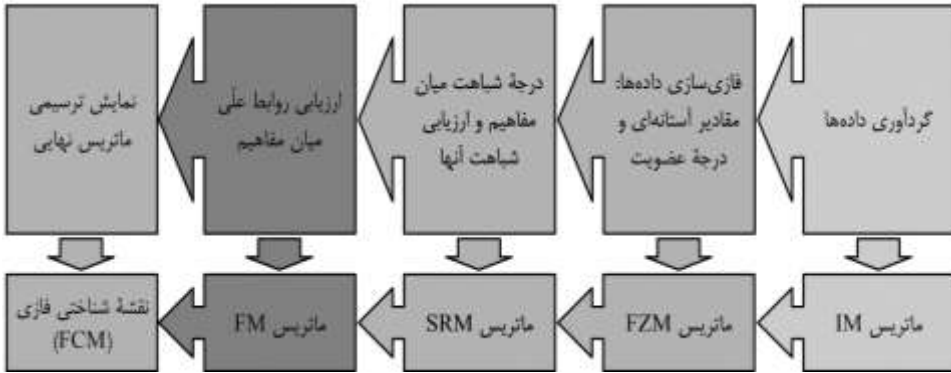 گردآوری داده‌ها
فازی‌سازی داده‌ها:
مقادیر آستانه‌ای و
درجهٔ عضویت
درجهٔ شباهت میان
مفاهیم و ارزیابی
شباهت آنها
ارزیابی روابط علّی
میان مفاهیم
نمایش ترسیمی
ماتریس نهایی
ماتریس IM
ماتریس FZM
ماتریس SRM
ماتریس FM
نقشهٔ شناختی فازی
(FCM)